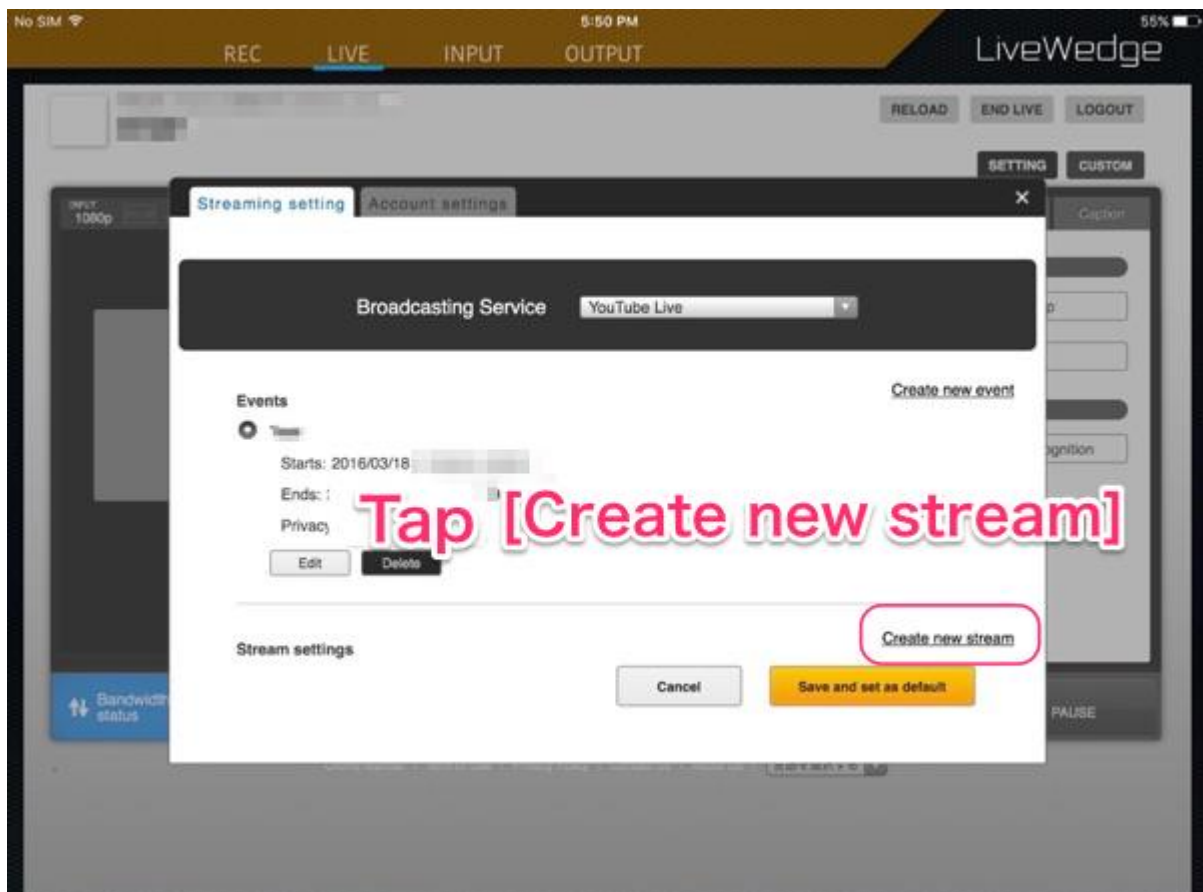 No SIM 5:50 PM 55%
REC LIVE INPUT OUTPUT LiveWedge
RELOAD END LIVE LOGOUT
SETTING CUSTOM
INPUT
1080p
Caption
Streaming setting Account settings ×
Broadcasting Service YouTube Live
Create new event
Events
Starts: 2016/03/18
Ends:
Privacy
Tap [Create new stream]
Edit Delete
Create new stream
Stream settings
Cancel Save and set as default
Bandwidth
status
PAUSE